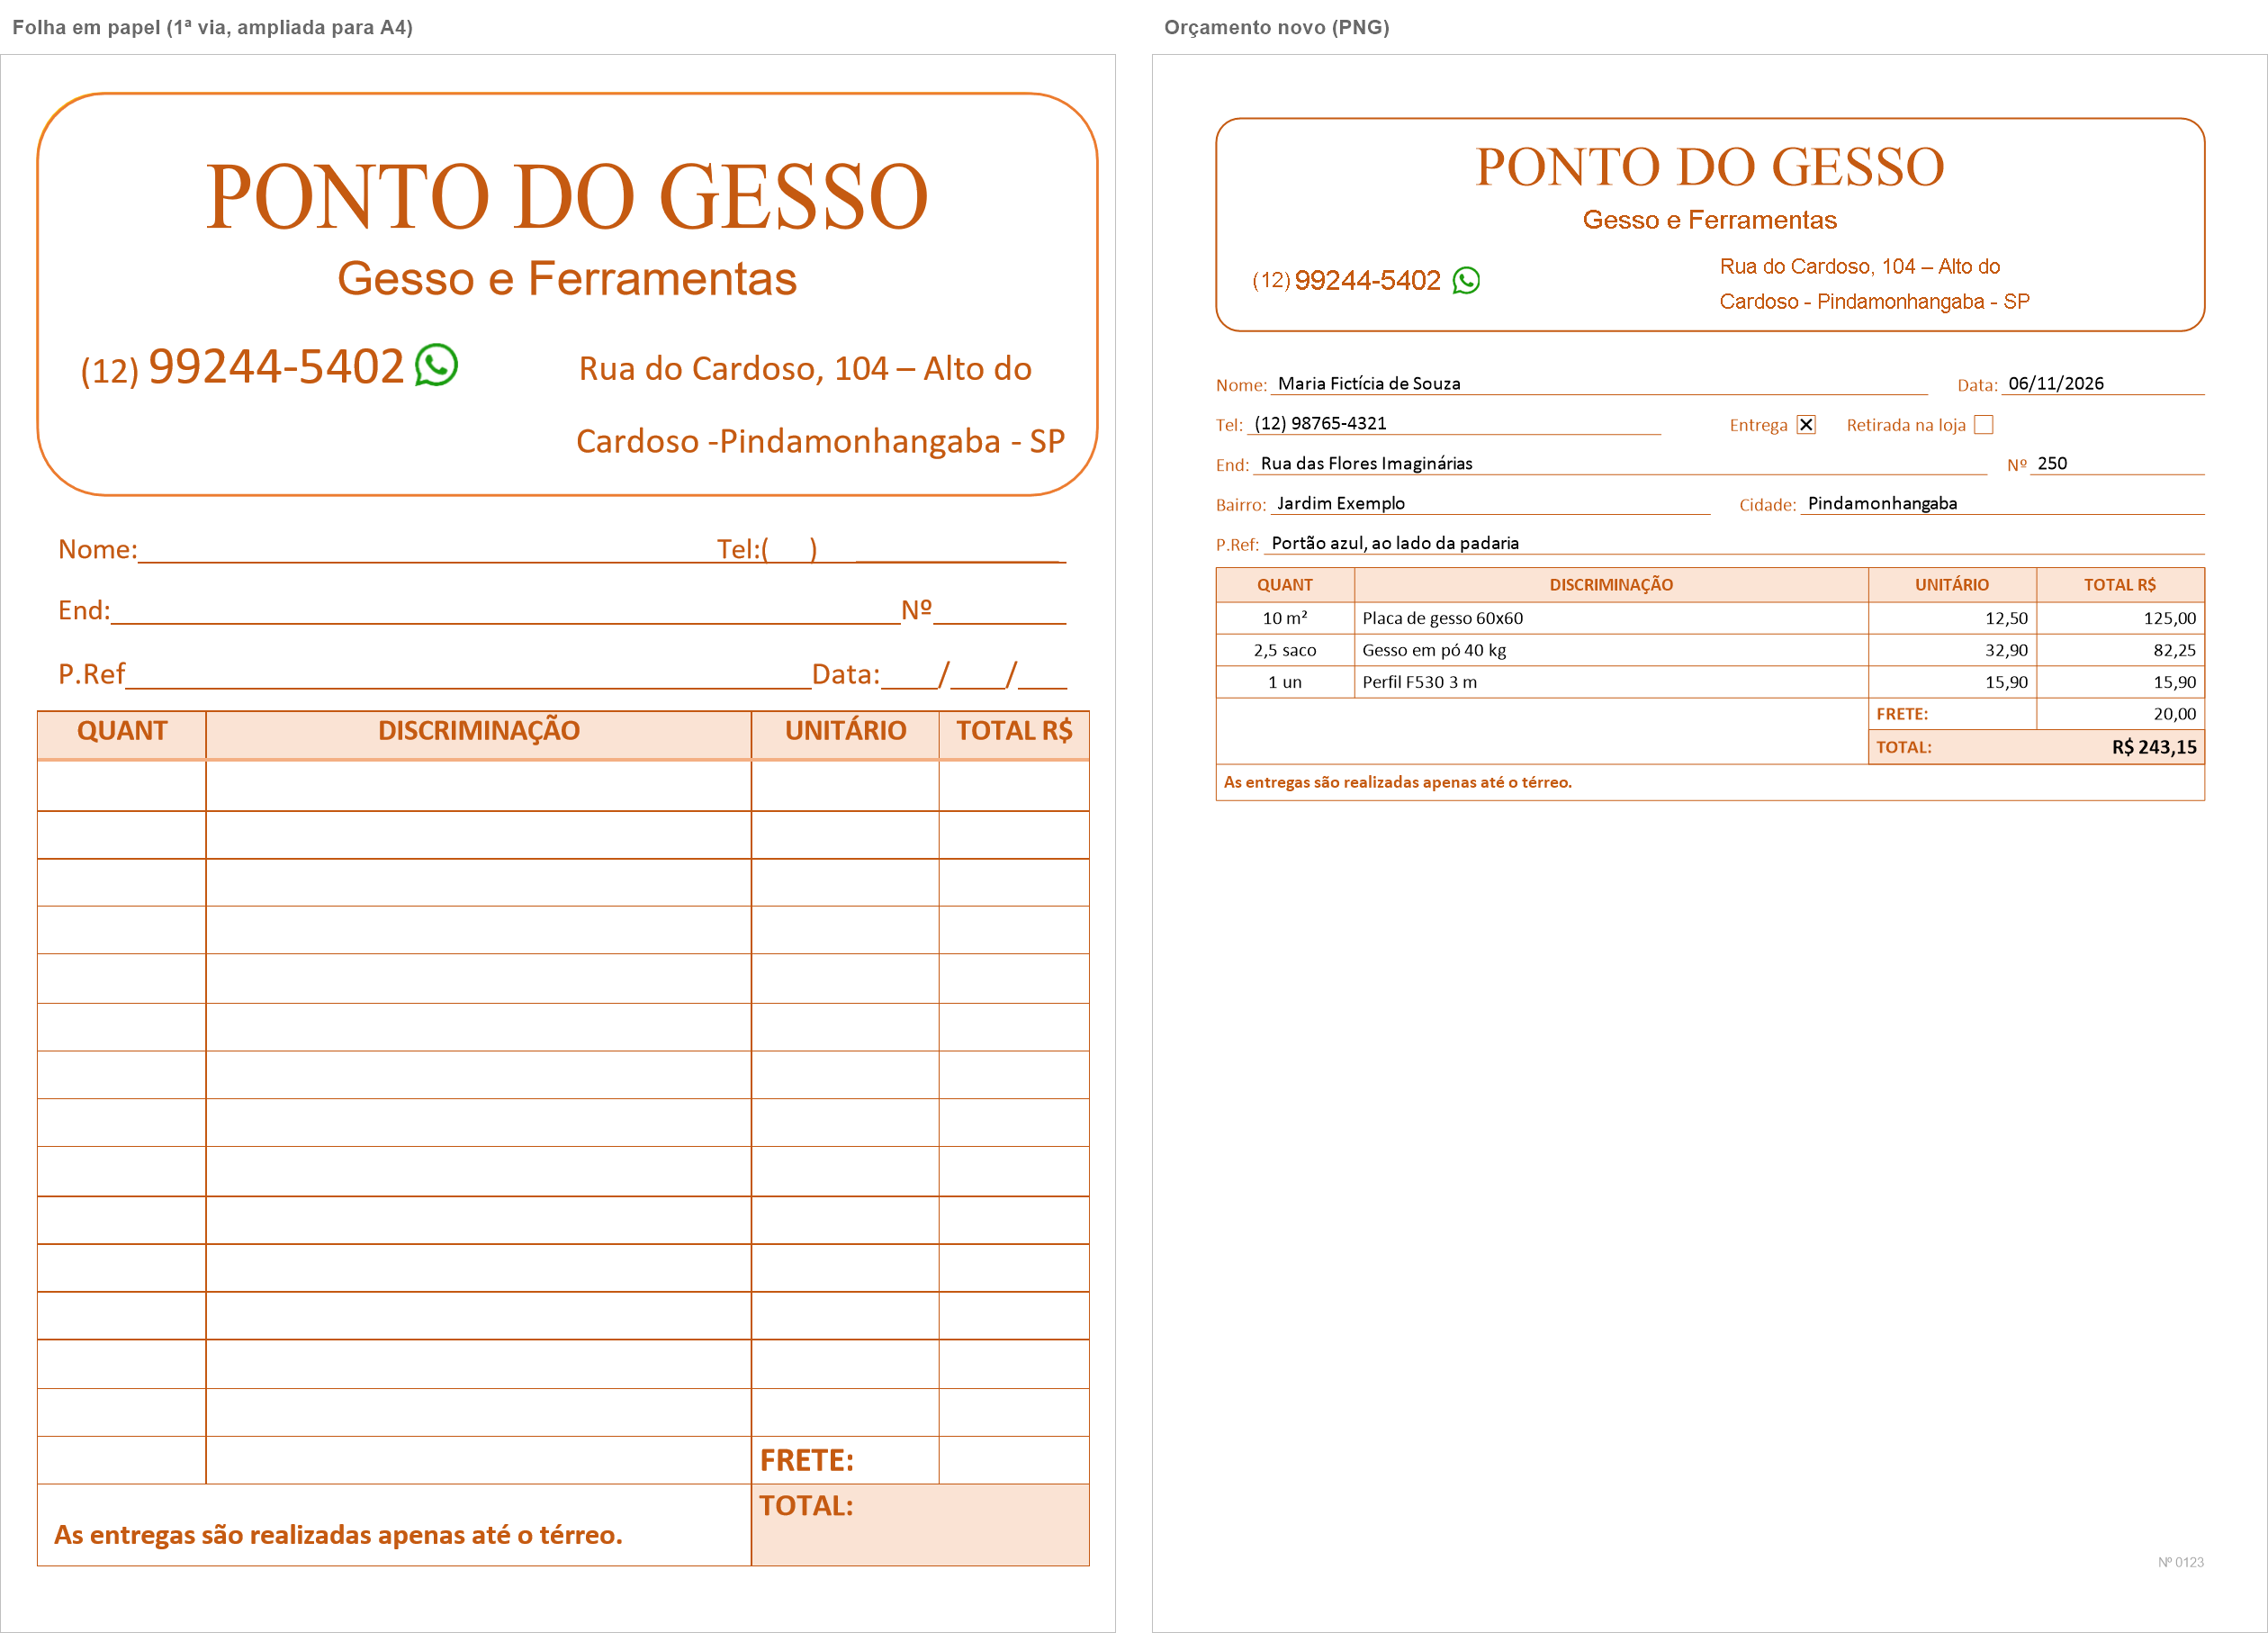 Folha em papel (1ª via, ampliada para A4)
PONTO DO GESSO
Gesso e Ferramentas
(12) 99244-5402
Rua do Cardoso, 104 – Alto do
Cardoso -Pindamonhangaba - SP
Nome: Tel:( )
End: Nº
P.Ref Data: / /
QUANT DISCRIMINAÇÃO UNITÁRIO TOTAL R$
FRETE:
TOTAL:
As entregas são realizadas apenas até o térreo.
Orçamento novo (PNG)
PONTO DO GESSO
Gesso e Ferramentas
(12) 99244-5402
Rua do Cardoso, 104 – Alto do
Cardoso - Pindamonhangaba - SP
Nome: Maria Fictícia de Souza Data: 06/11/2026
Tel: (12) 98765-4321 Entrega X Retirada na loja
End: Rua das Flores Imaginárias Nº 250
Bairro: Jardim Exemplo Cidade: Pindamonhangaba
P.Ref: Portão azul, ao lado da padaria
QUANT DISCRIMINAÇÃO UNITÁRIO TOTAL R$
10 m² Placa de gesso 60x60 12,50 125,00
2,5 saco Gesso em pó 40 kg 32,90 82,25
1 un Perfil F530 3 m 15,90 15,90
FRETE: 20,00
TOTAL: R$ 243,15
As entregas são realizadas apenas até o térreo.
Nº 0123